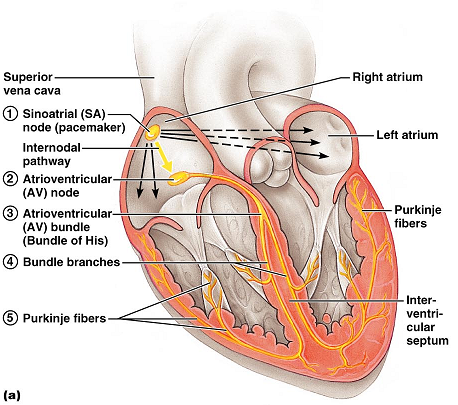 Superior
vena cava
① Sinoatrial (SA)
node (pacemaker)
Internodal
pathway
② Atrioventricular
(AV) node
③ Atrioventricular
(AV) bundle
(Bundle of His)
④ Bundle branches
⑤ Purkinje fibers
Right atrium
Left atrium
Purkinje
fibers
Inter-
ventri-
cular
septum
(a)